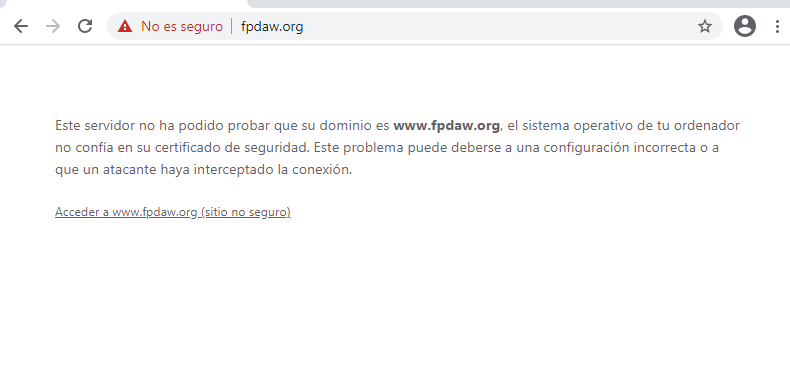 No es seguro | fpdaw.org
Este servidor no ha podido probar que su dominio es www.fpdaw.org, el sistema operativo de tu ordenador
no confía en su certificado de seguridad. Este problema puede deberse a una configuración incorrecta o a
que un atacante haya interceptado la conexión.
Acceder a www.fpdaw.org (sitio no seguro)